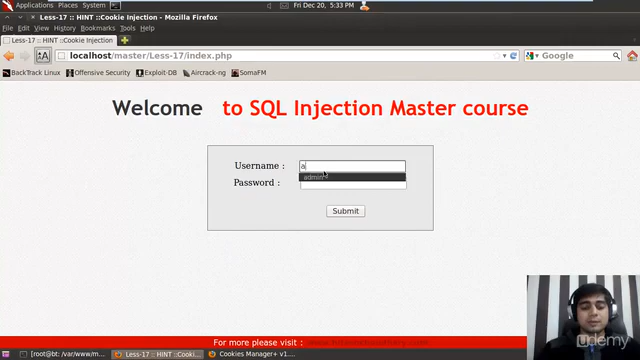 Applications Places System Fri Dec 20, 5:33 PM
Less-17 :: HINT ::Cookie Injection - Mozilla Firefox
File Edit View History Bookmarks Tools Help
Less-17 :: HINT ::Cookie Injection
localhost/master/Less-17/index.php Google
BackTrack Linux Offensive Security Exploit-DB Aircrack-ng SomaFM
Welcome to SQL Injection Master course
Username : a
admin
Password :
Submit
udemy
For more please visit :
[root@bt: /var/www/m... Less-17 :: HINT ::Cooki... Cookies Manager+ v1....